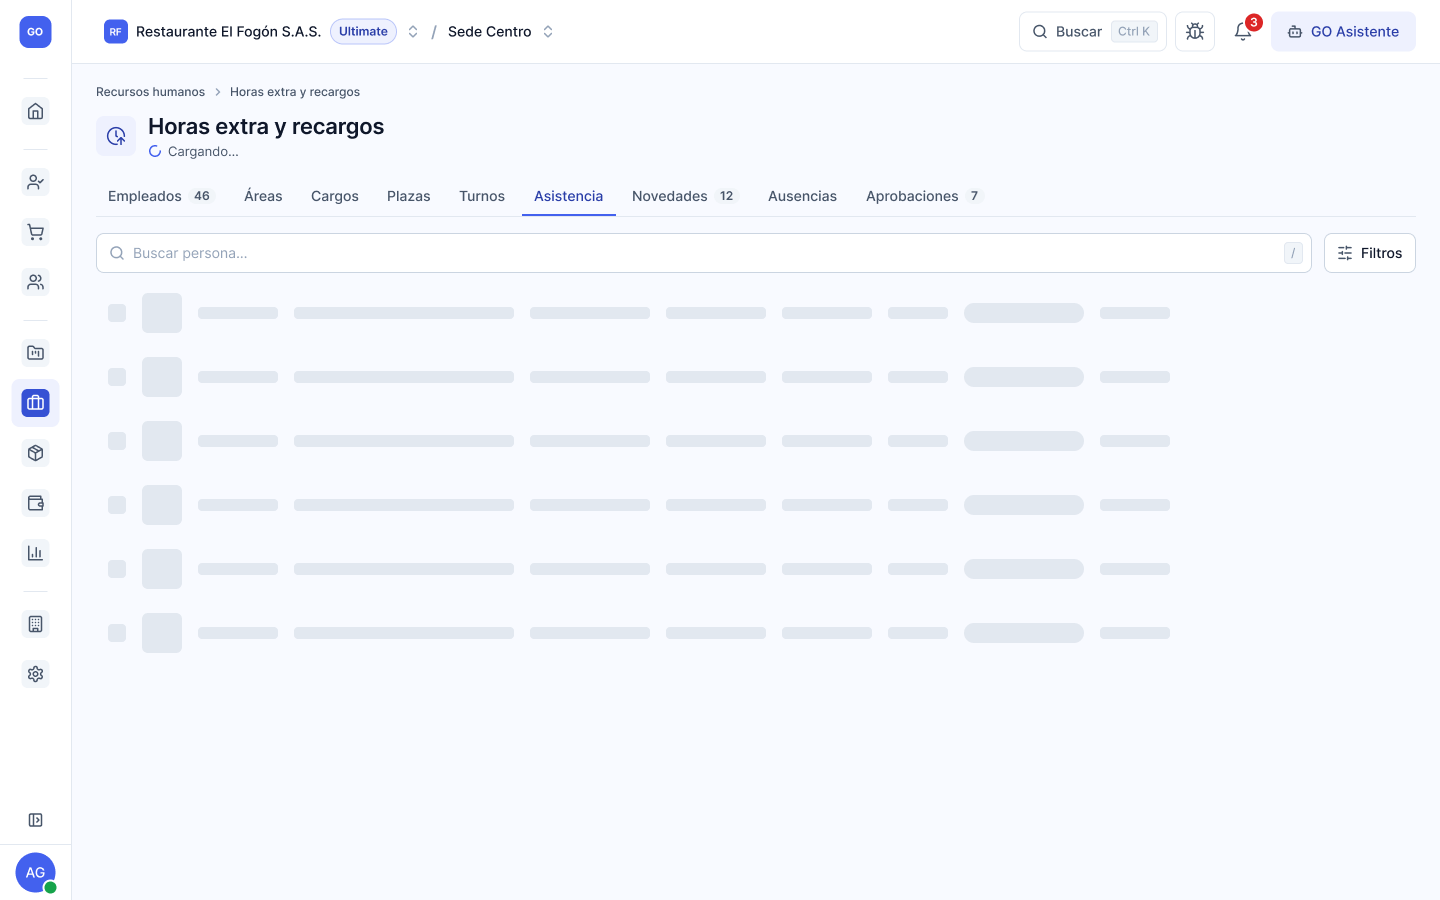 GO
RF Restaurante El Fogón S.A.S. Ultimate / Sede Centro Buscar Ctrl K 3 GO Asistente
Recursos humanos > Horas extra y recargos
Horas extra y recargos
Cargando...
Empleados 46 Áreas Cargos Plazas Turnos Asistencia Novedades 12 Ausencias Aprobaciones 7
Buscar persona... / Filtros
AG